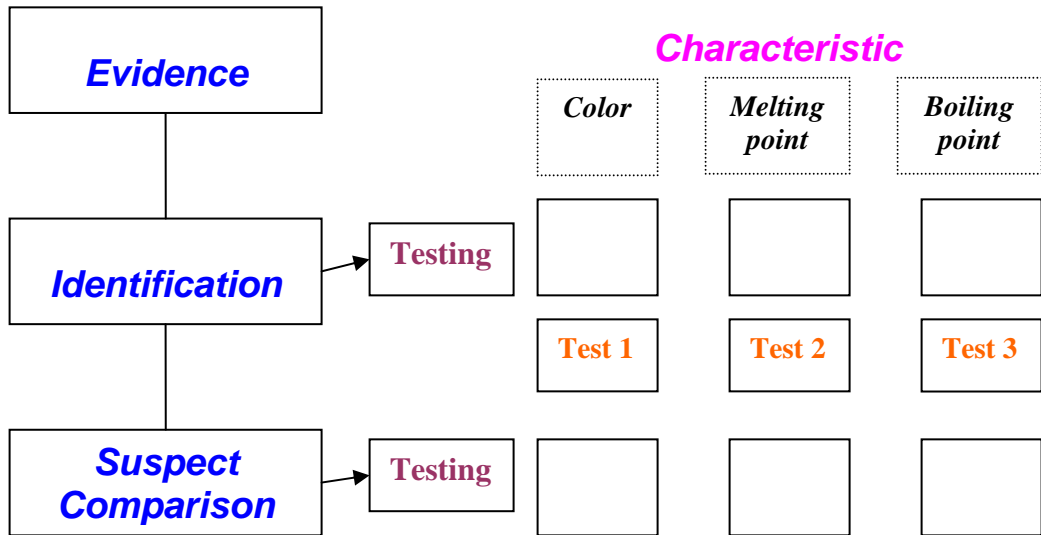 Evidence
Characteristic
Color
Melting
point
Boiling
point
Identification
Testing
Test 1
Test 2
Test 3
Suspect
Comparison
Testing